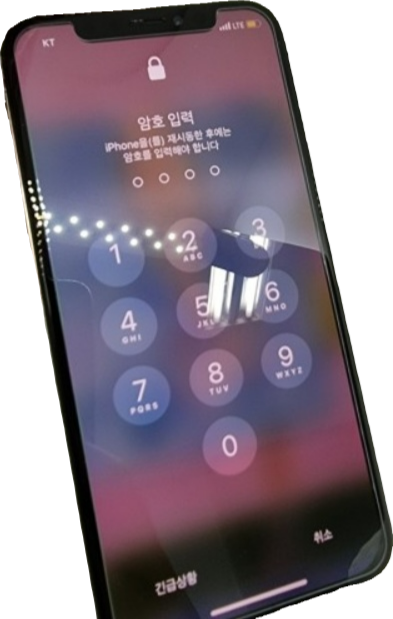 KT LTE
암호 입력
iPhone을(를) 재시동한 후에는
암호를 입력해야 합니다
1 2 3
ABC
4 5 6
GHI JKL MNO
7 8 9
PQRS TUV WXYZ
0
긴급상황 취소